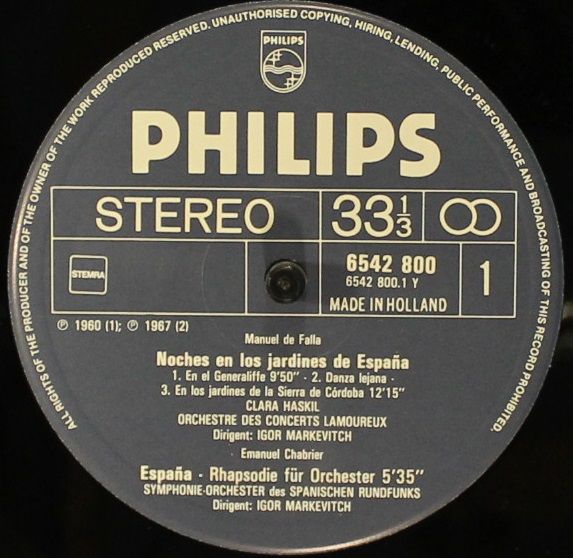 ALL RIGHTS OF THE PRODUCER AND OF THE OWNER OF THE WORK REPRODUCED RESERVED. UNAUTHORISED COPYING, HIRING, LENDING, PUBLIC PERFORMANCE AND BROADCASTING OF THIS RECORD PROHIBITED.
PHILIPS
PHILIPS
STEREO
33 1/3
STEMRA
6542 800
6542 800.1 Y
MADE IN HOLLAND
1
℗ 1960 (1); ℗ 1967 (2)
Manuel de Falla
Noches en los jardines de España
1. En el Generaliffe 9'50" - 2. Danza lejana -
3. En los jardines de la Sierra de Córdoba 12'15"
CLARA HASKIL
ORCHESTRE DES CONCERTS LAMOUREUX
Dirigent: IGOR MARKEVITCH
Emanuel Chabrier
España - Rhapsodie für Orchester 5'35"
SYMPHONIE-ORCHESTER des SPANISCHEN RUNDFUNKS
Dirigent: IGOR MARKEVITCH